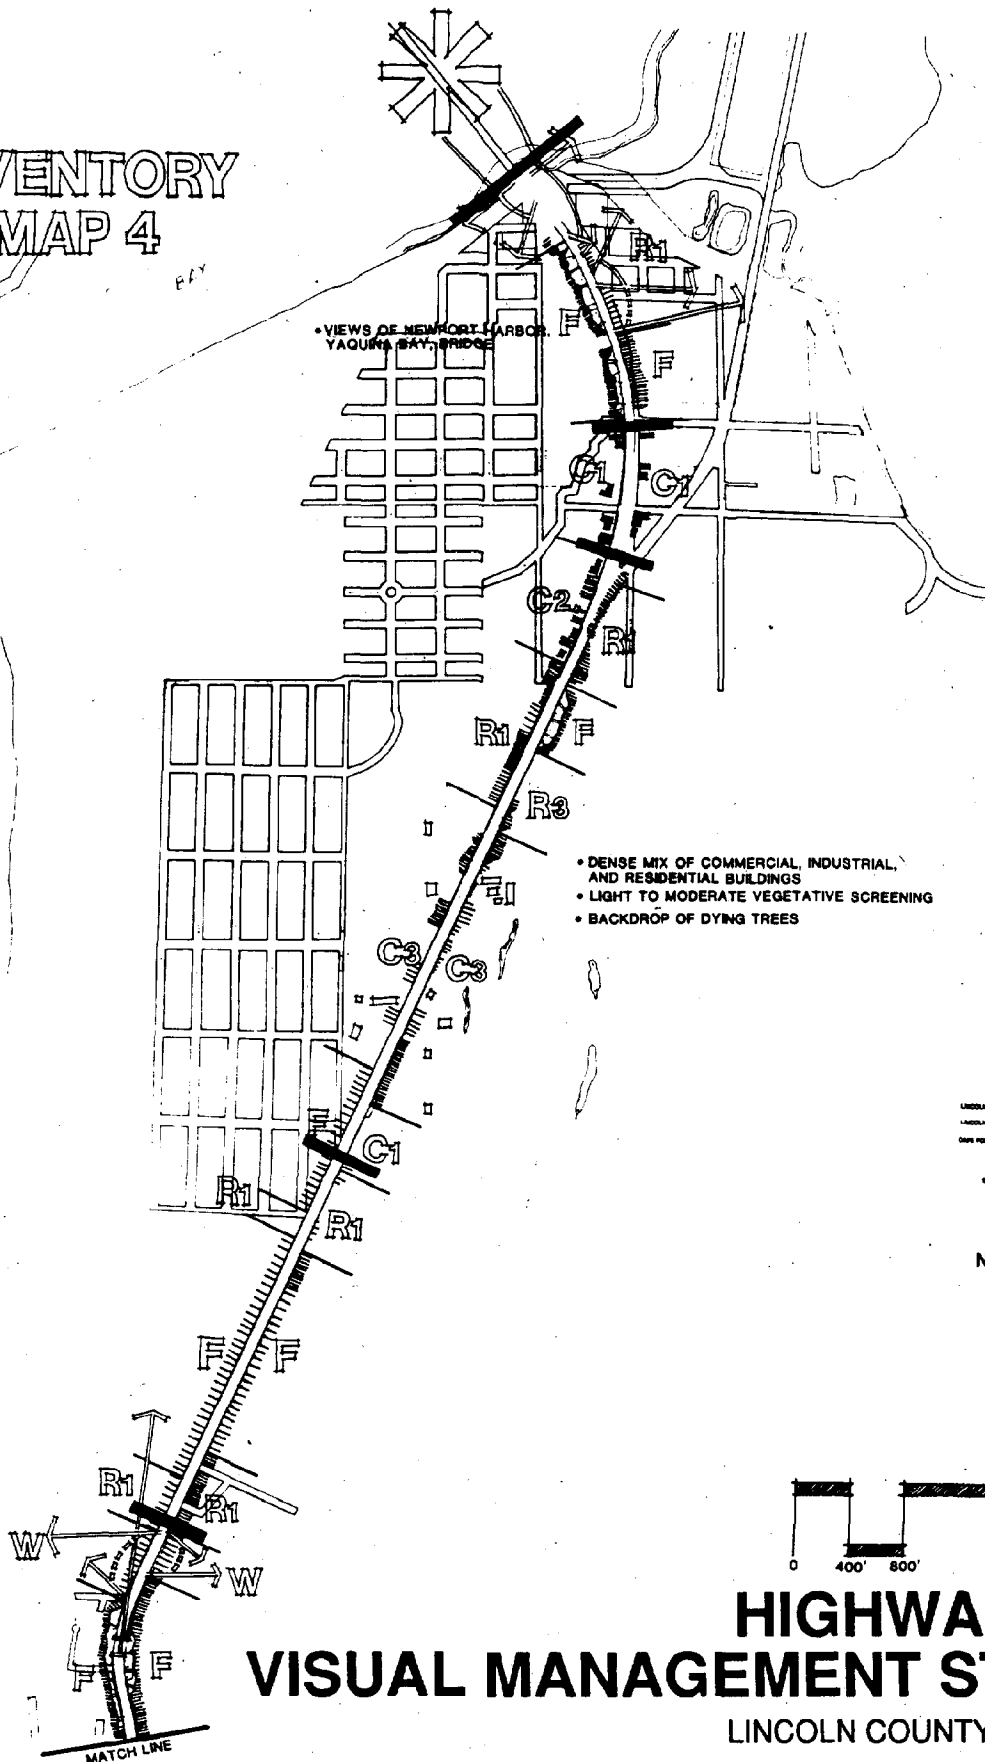 VENTORY
MAP 4
BAY
• VIEWS OF NEWPORT HARBOR,
YAQUINA BAY, BRIDGE
R1
F
F
C1
C1
C2
R1
R1
F
R3
• DENSE MIX OF COMMERCIAL, INDUSTRIAL,
AND RESIDENTIAL BUILDINGS
• LIGHT TO MODERATE VEGETATIVE SCREENING
• BACKDROP OF DYING TREES
C3
C3
F
C1
R1
R1
N
F
F
R1
R1
W
W
0 400' 800'
HIGHWA
F
F
VISUAL MANAGEMENT ST
LINCOLN COUNTY
MATCH LINE